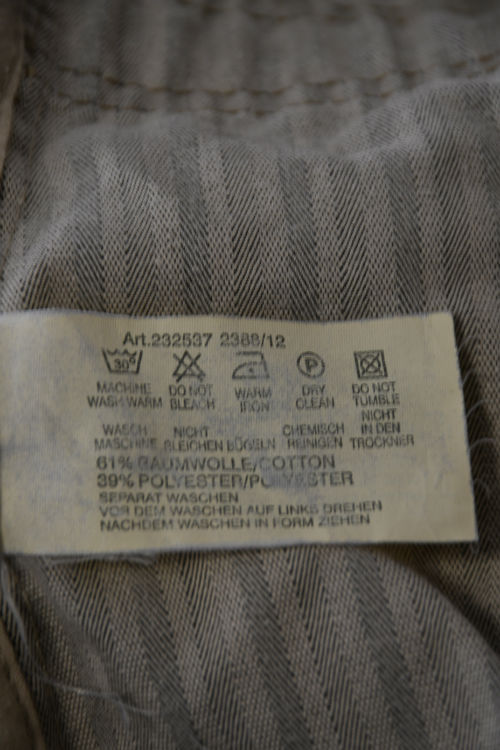 Art.232537 2388/12
30°
P
MACHINE DO NOT WARM DRY DO NOT
WASH WARM BLEACH IRON CLEAN TUMBLE
WASCH NICHT CHEMISCH NICHT IN DEN
MASCHINE BLEICHEN BÜGELN REINIGEN TROCKNER
61% BAUMWOLLE/COTTON
39% POLYESTER/POLYESTER
SEPARAT WASCHEN
VOR DEM WASCHEN AUF LINKS DREHEN
NACHDEM WASCHEN IN FORM ZIEHEN